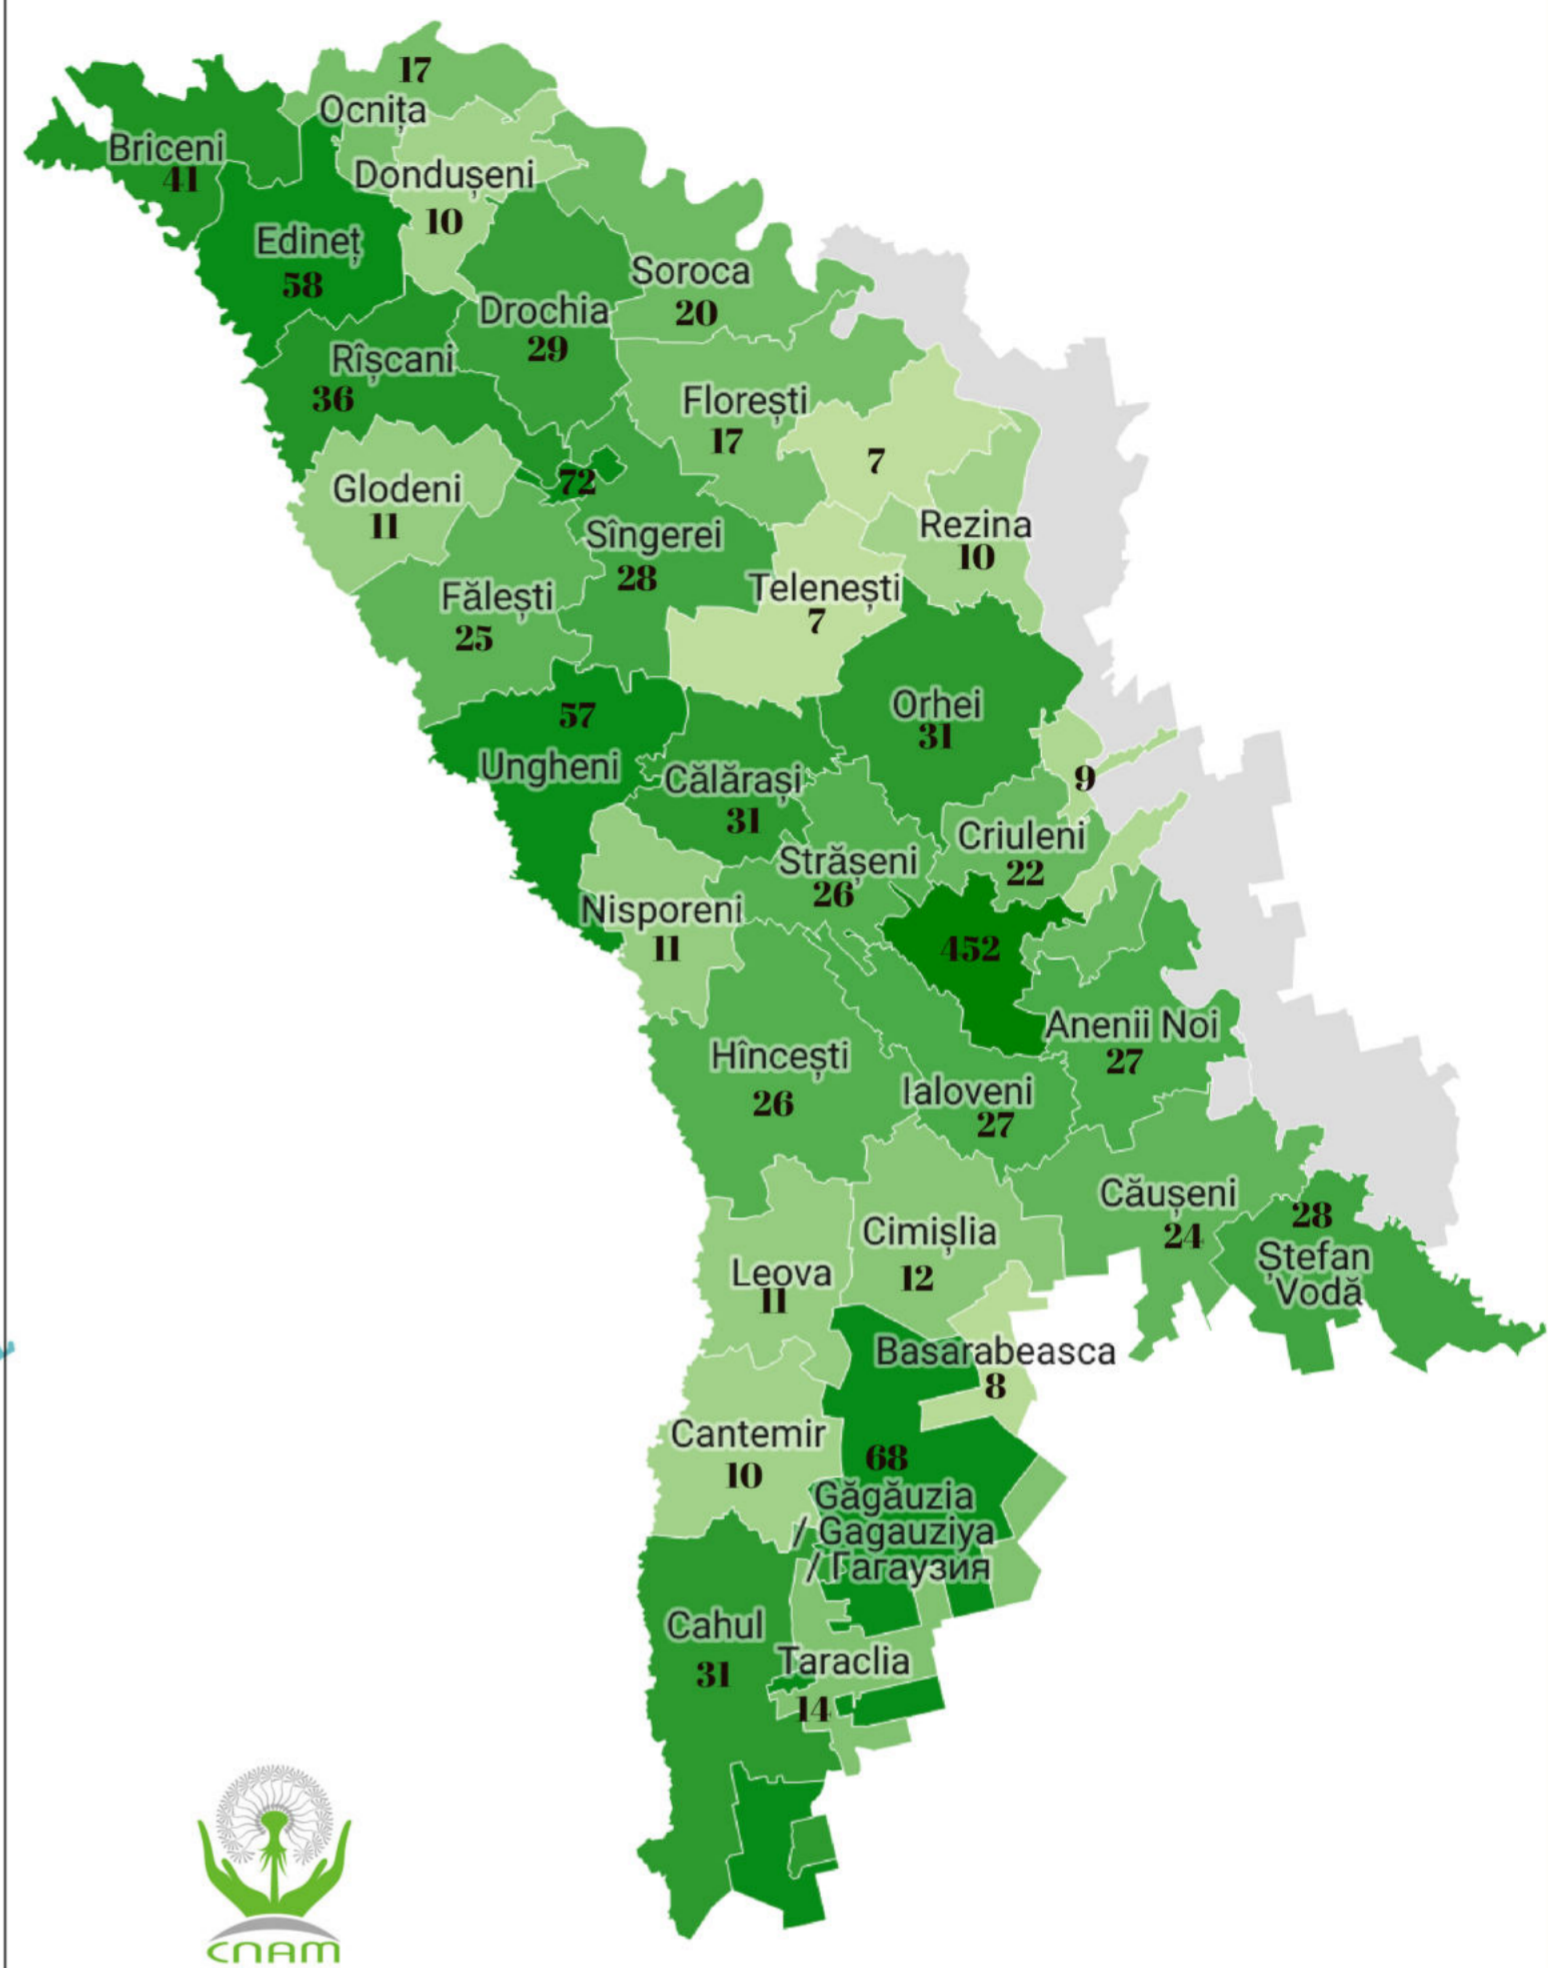 17
Ocnița
Briceni
41
Dondușeni
10
Edineț
58
Soroca
20
Drochia
29
Rîșcani
36
Florești
17
7
72
Glodeni
11
Rezina
10
Sîngerei
28
Telenești
7
Fălești
25
Orhei
31
57
Ungheni
9
Călărași
31
Criuleni
22
Strășeni
26
Nisporeni
11
452
Anenii Noi
27
Hîncești
26
Ialoveni
27
Căușeni
24
28
Ștefan
Vodă
Cimișlia
12
Leova
11
Basarabeasca
8
Cantemir
10
68
Găgăuzia
/ Gagauziya
/ Гагаузия
Cahul
31
Taraclia
14
CNAM